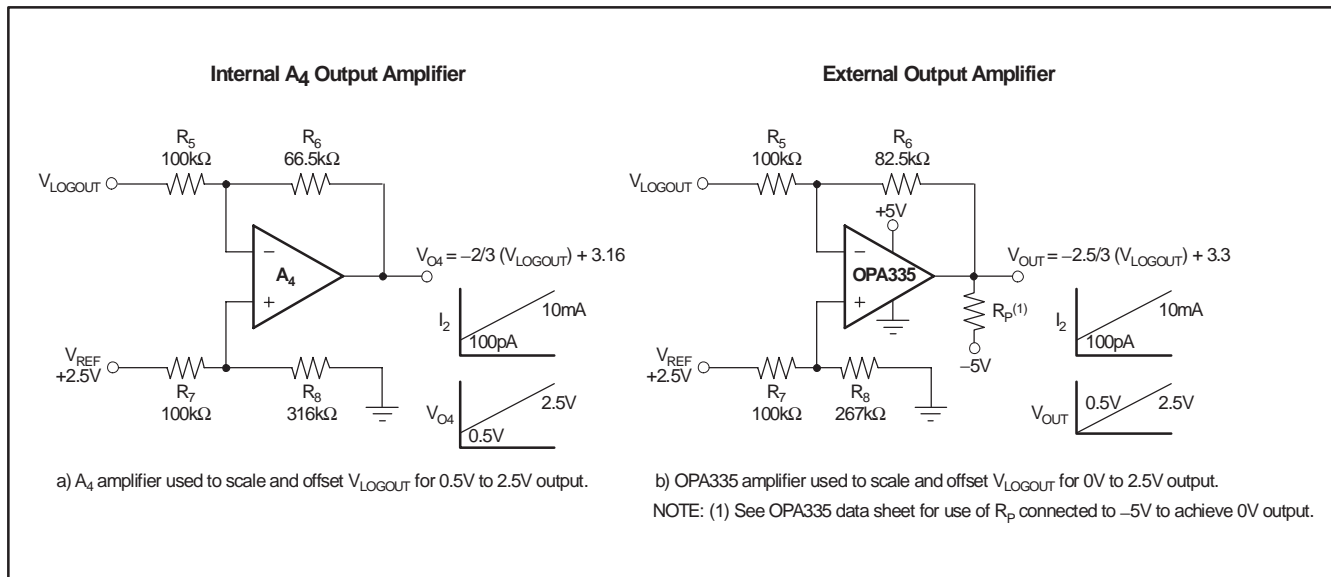 Internal A4 Output Amplifier
R5
100kΩ
R6
66.5kΩ
VLOGOUT
−
A4
+
VO4 = −2/3 (VLOGOUT) + 3.16
VREF
+2.5V
R7
100kΩ
R8
316kΩ
I2
10mA
100pA
VO4
2.5V
0.5V
a) A4 amplifier used to scale and offset VLOGOUT for 0.5V to 2.5V output.
External Output Amplifier
R5
100kΩ
R6
82.5kΩ
VLOGOUT
+5V
−
OPA335
+
VOUT = −2.5/3 (VLOGOUT) + 3.3
RP(1)
−5V
VREF
+2.5V
R7
100kΩ
R8
267kΩ
I2
10mA
100pA
VOUT
0.5V
2.5V
b) OPA335 amplifier used to scale and offset VLOGOUT for 0V to 2.5V output.
NOTE: (1) See OPA335 data sheet for use of RP connected to −5V to achieve 0V output.